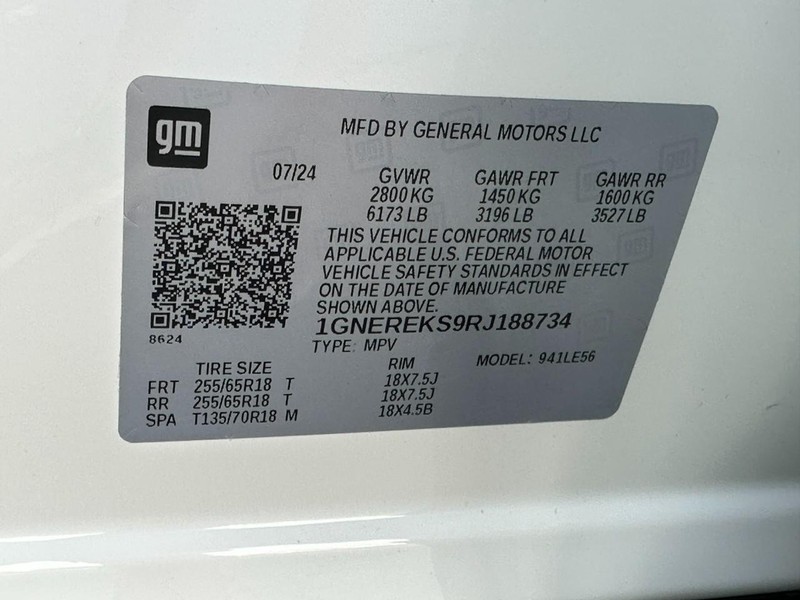 gm
MFD BY GENERAL MOTORS LLC
07/24
GVWR GAWR FRT GAWR RR
2800 KG 1450 KG 1600 KG
6173 LB 3196 LB 3527 LB
THIS VEHICLE CONFORMS TO ALL
APPLICABLE U.S. FEDERAL MOTOR
VEHICLE SAFETY STANDARDS IN EFFECT
ON THE DATE OF MANUFACTURE
SHOWN ABOVE.
1GNEREKS9RJ188734
8624
TYPE: MPV
MODEL: 941LE56
TIRE SIZE RIM
FRT 255/65R18 T 18X7.5J
RR 255/65R18 T 18X7.5J
SPA T135/70R18 M 18X4.5B